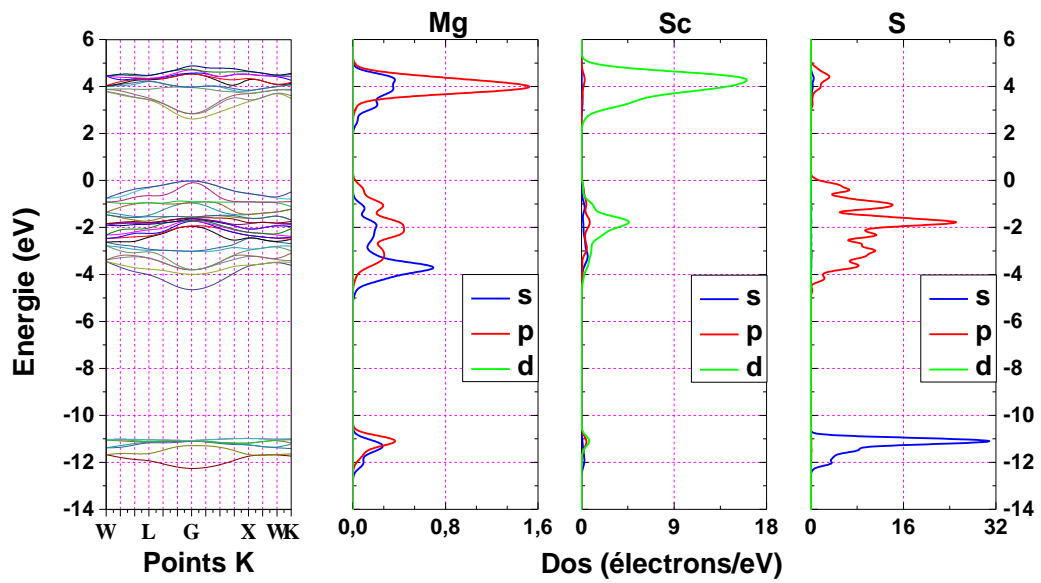 Mg Sc S
6 6
4 4
2 2
0 0
-2 -2
-4 -4
-6 -6
-8 -8
-10 -10
-12 -12
-14 -14
Energie (eV)
s s s
p p p
d d d
W L G X W K 0,0 0,8 1,6 0 9 18 0 16 32
Points K Dos (électrons/eV)